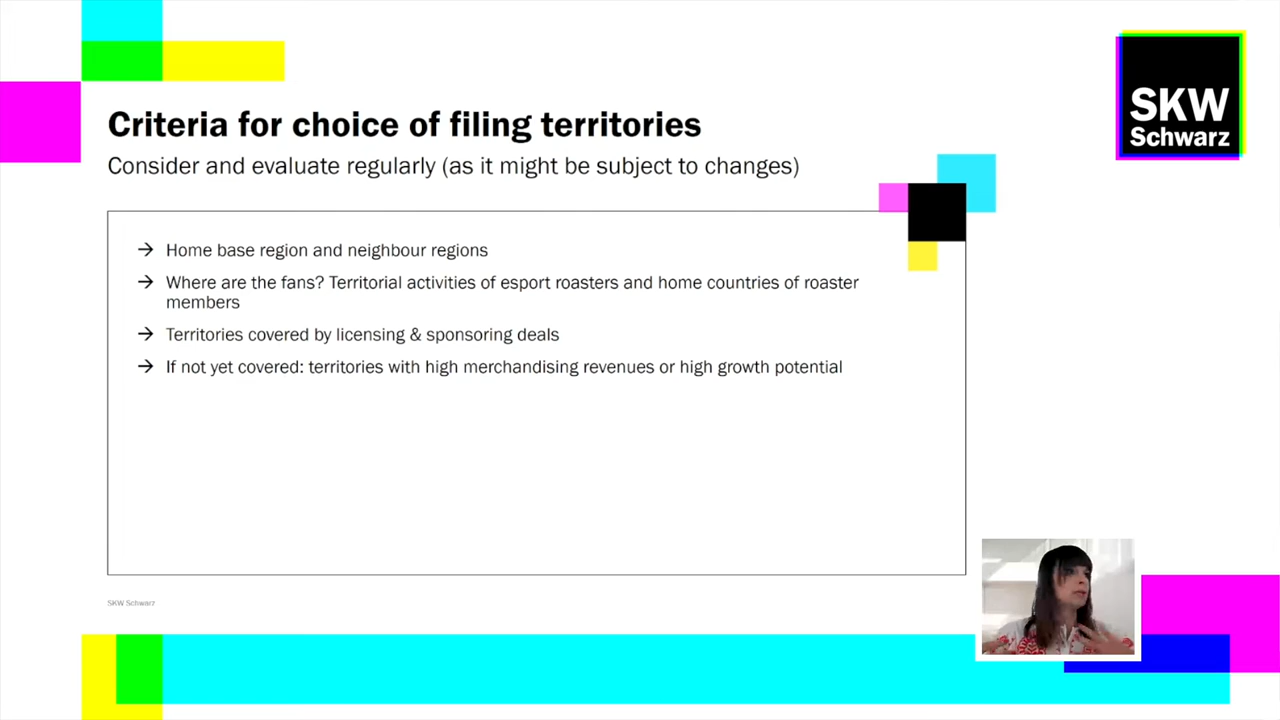 SKW
Schwarz
Criteria for choice of filing territories
Consider and evaluate regularly (as it might be subject to changes)
→ Home base region and neighbour regions
→ Where are the fans? Territorial activities of esport roasters and home countries of roaster
members
→ Territories covered by licensing & sponsoring deals
→ If not yet covered: territories with high merchandising revenues or high growth potential
SKW Schwarz